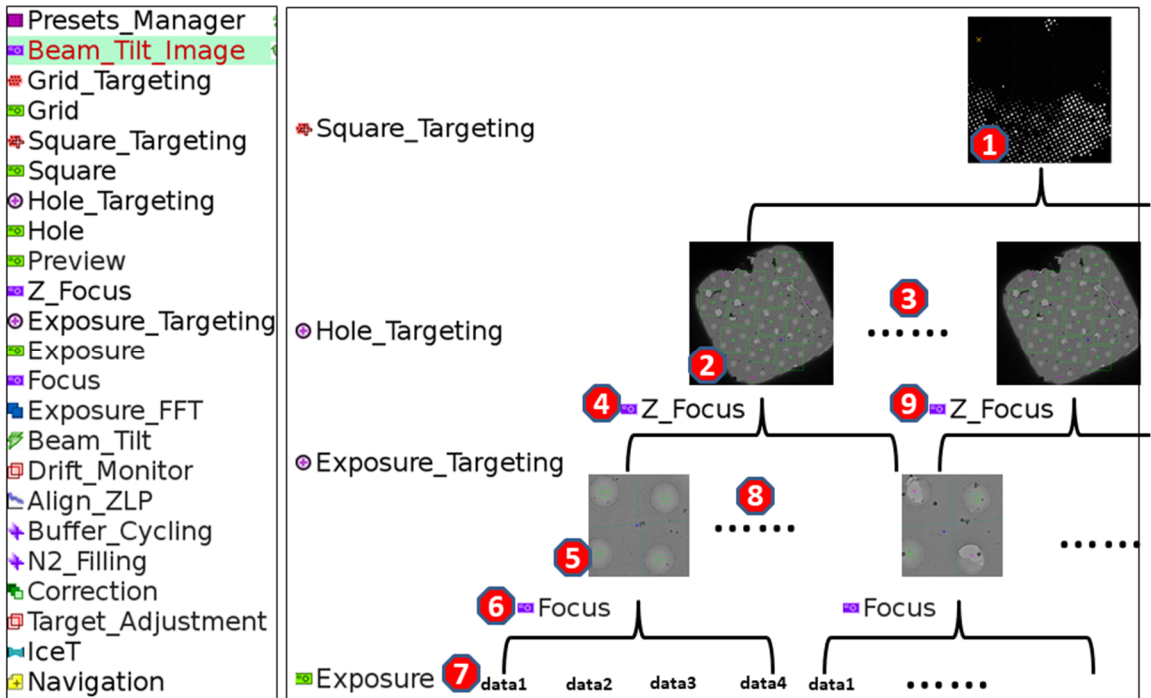 Presets_Manager
Beam_Tilt_Image
Grid_Targeting
Grid
Square_Targeting
Square
Hole_Targeting
Hole
Preview
Z_Focus
Exposure_Targeting
Exposure
Focus
Exposure_FFT
Beam_Tilt
Drift_Monitor
Align_ZLP
Buffer_Cycling
N2_Filling
Correction
Target_Adjustment
IceT
Navigation
Square_Targeting
1
Hole_Targeting
2
3
4 Z_Focus
9 Z_Focus
Exposure_Targeting
5
8
6 Focus
Focus
Exposure 7 data1 data2 data3 data4 data1